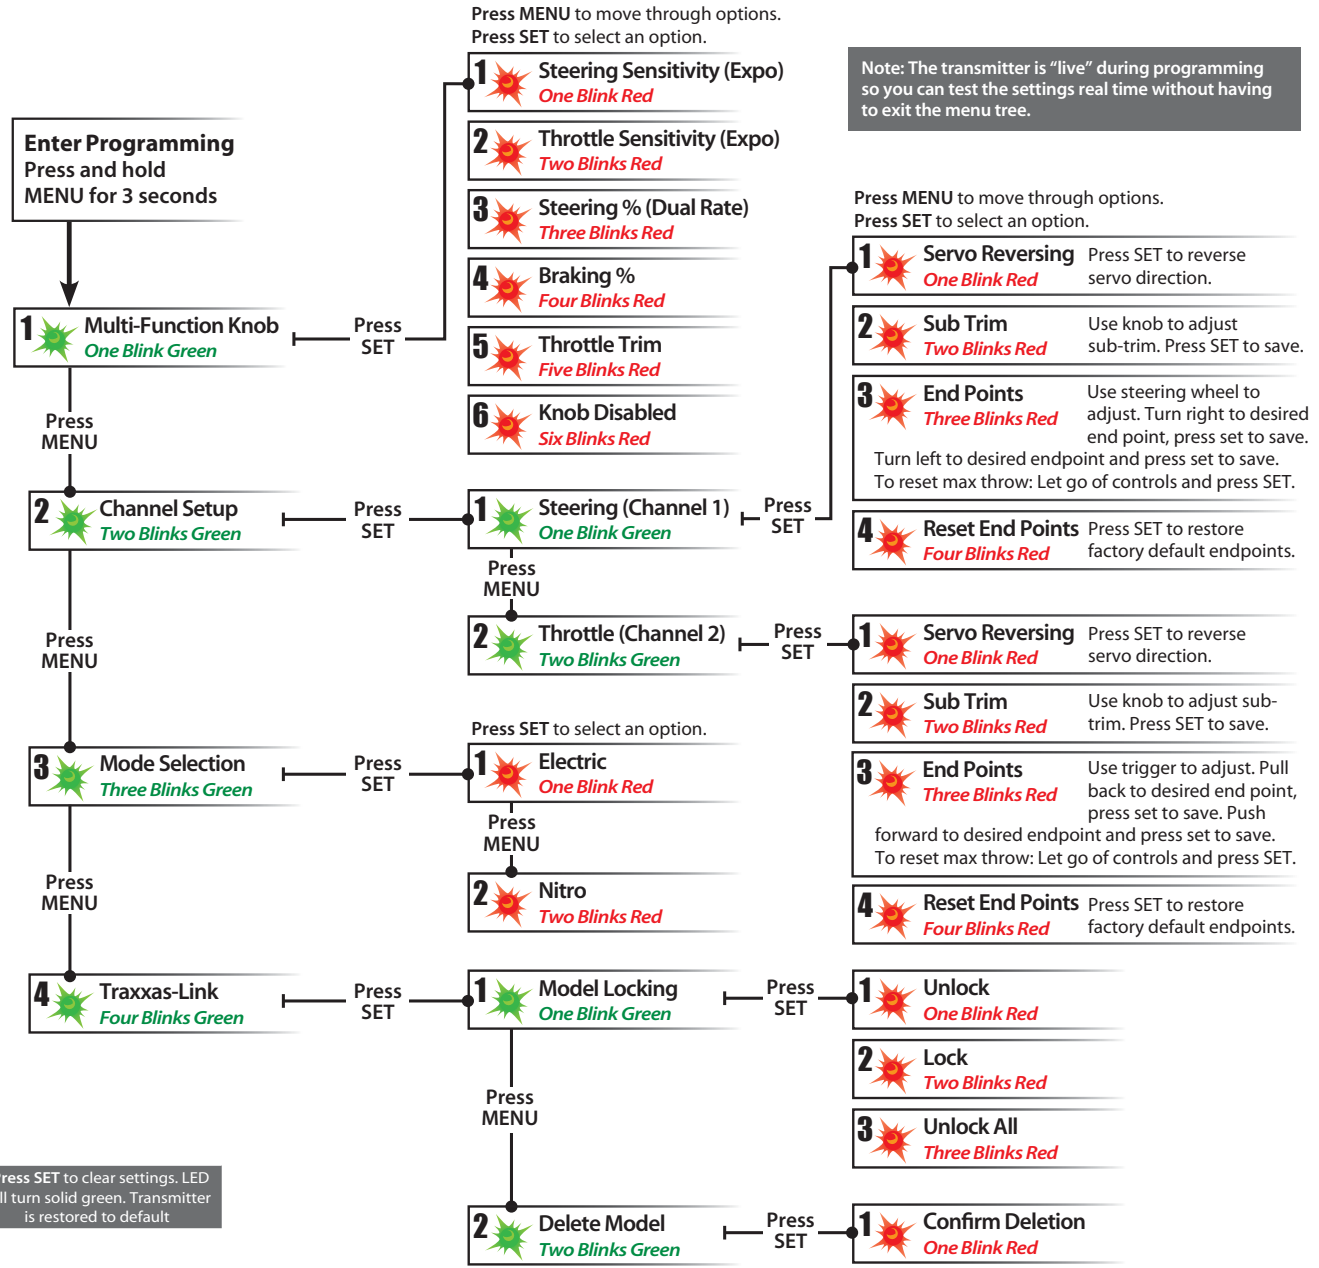 Press MENU to move through options.
Press SET to select an option.
1 Steering Sensitivity (Expo)
One Blink Red
2 Throttle Sensitivity (Expo)
Two Blinks Red
3 Steering % (Dual Rate)
Three Blinks Red
4 Braking %
Four Blinks Red
5 Throttle Trim
Five Blinks Red
6 Knob Disabled
Six Blinks Red
Note: The transmitter is “live” during programming
so you can test the settings real time without having
to exit the menu tree.
Enter Programming
Press and hold
MENU for 3 seconds
1 Multi-Function Knob
One Blink Green
Press
SET
Press
MENU
2 Channel Setup
Two Blinks Green
Press
SET
1 Steering (Channel 1)
One Blink Green
Press
SET
Press MENU to move through options.
Press SET to select an option.
1 Servo Reversing
One Blink Red
Press SET to reverse
servo direction.
2 Sub Trim
Two Blinks Red
Use knob to adjust
sub-trim. Press SET to save.
3 End Points
Three Blinks Red
Use steering wheel to
adjust. Turn right to desired
end point, press set to save.
Turn left to desired endpoint and press set to save.
To reset max throw: Let go of controls and press SET.
4 Reset End Points
Four Blinks Red
Press SET to restore
factory default endpoints.
Press
MENU
2 Throttle (Channel 2)
Two Blinks Green
Press
SET
1 Servo Reversing
One Blink Red
Press SET to reverse
servo direction.
2 Sub Trim
Two Blinks Red
Use knob to adjust sub-
trim. Press SET to save.
3 End Points
Three Blinks Red
Use trigger to adjust. Pull
back to desired end point,
press set to save. Push
forward to desired endpoint and press set to save.
To reset max throw: Let go of controls and press SET.
4 Reset End Points
Four Blinks Red
Press SET to restore
factory default endpoints.
Press
MENU
3 Mode Selection
Three Blinks Green
Press
SET
Press SET to select an option.
1 Electric
One Blink Red
Press
MENU
2 Nitro
Two Blinks Red
Press
MENU
4 Traxxas-Link
Four Blinks Green
Press
SET
1 Model Locking
One Blink Green
Press
SET
1 Unlock
One Blink Red
2 Lock
Two Blinks Red
3 Unlock All
Three Blinks Red
Press
MENU
2 Delete Model
Two Blinks Green
Press
SET
1 Confirm Deletion
One Blink Red
Press SET to clear settings. LED
ll turn solid green. Transmitter
is restored to default